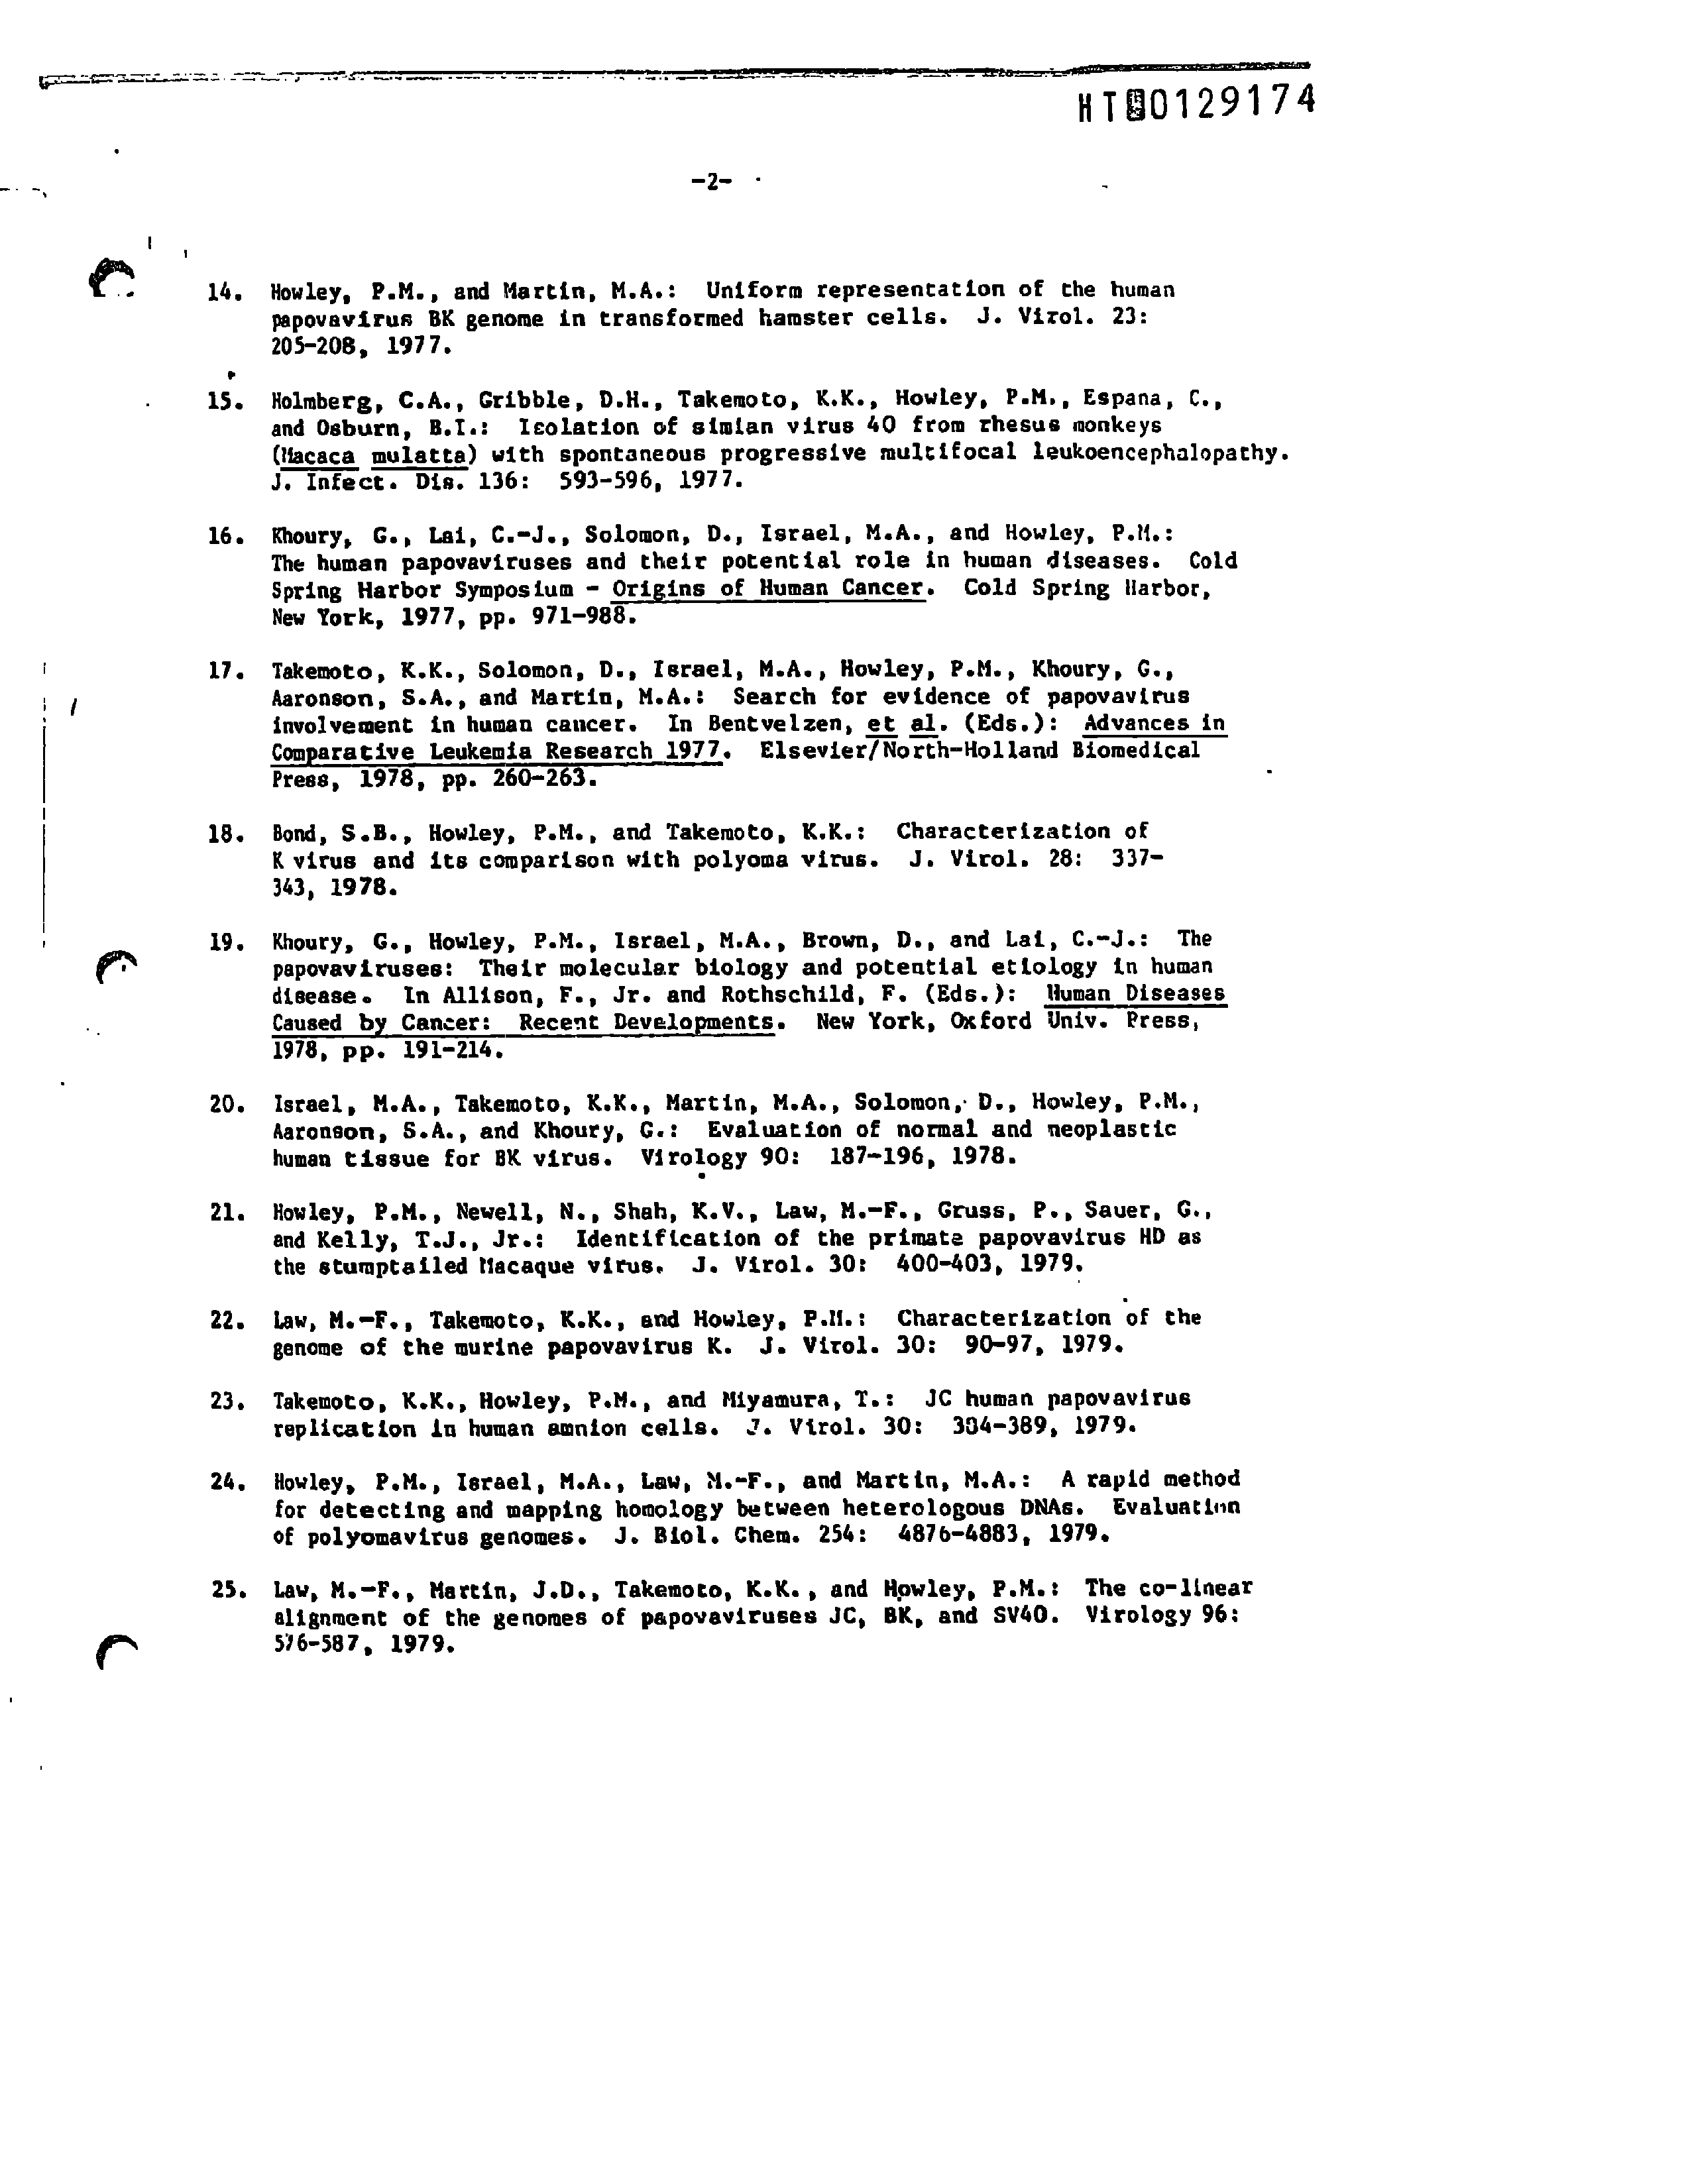 HT00129174
-2-
14. Howley, P.M., and Martin, M.A.: Uniform representation of the human
papovavirus BK genome in transformed hamster cells. J. Virol. 23:
205-208, 1977.
15. Holmberg, C.A., Gribble, D.H., Takemoto, K.K., Howley, P.M., Espana, C.,
and Osburn, B.I.: Isolation of simian virus 40 from rhesus monkeys
(Macaca mulatta) with spontaneous progressive multifocal leukoencephalopathy.
J. Infect. Dis. 136: 593-596, 1977.
16. Khoury, G., Lai, C.-J., Solomon, D., Israel, M.A., and Howley, P.M.:
The human papovaviruses and their potential role in human diseases. Cold
Spring Harbor Symposium - Origins of Human Cancer. Cold Spring Harbor,
New York, 1977, pp. 971-988.
17. Takemoto, K.K., Solomon, D., Israel, M.A., Howley, P.M., Khoury, G.,
Aaronson, S.A., and Martin, M.A.: Search for evidence of papovavirus
involvement in human cancer. In Bentvelzen, et al. (Eds.): Advances in
Comparative Leukemia Research 1977. Elsevier/North-Holland Biomedical
Press, 1978, pp. 260-263.
18. Bond, S.B., Howley, P.M., and Takemoto, K.K.: Characterization of
K virus and its comparison with polyoma virus. J. Virol. 28: 337-
343, 1978.
19. Khoury, G., Howley, P.M., Israel, M.A., Brown, D., and Lai, C.-J.: The
papovaviruses: Their molecular biology and potential etiology in human
disease. In Allison, F., Jr. and Rothschild, F. (Eds.): Human Diseases
Caused by Cancer: Recent Developments. New York, Oxford Univ. Press,
1978, pp. 191-214.
20. Israel, M.A., Takemoto, K.K., Martin, M.A., Solomon, D., Howley, P.M.,
Aaronson, S.A., and Khoury, G.: Evaluation of normal and neoplastic
human tissue for BK virus. Virology 90: 187-196, 1978.
21. Howley, P.M., Newell, N., Shah, K.V., Law, M.-F., Gruss, P., Sauer, G.,
and Kelly, T.J., Jr.: Identification of the primate papovavirus HD as
the stumptailed Macaque virus. J. Virol. 30: 400-403, 1979.
22. Law, M.-F., Takemoto, K.K., and Howley, P.M.: Characterization of the
genome of the murine papovavirus K. J. Virol. 30: 90-97, 1979.
23. Takemoto, K.K., Howley, P.M., and Miyamura, T.: JC human papovavirus
replication in human amnion cells. J. Virol. 30: 384-389, 1979.
24. Howley, P.M., Israel, M.A., Law, M.-F., and Martin, M.A.: A rapid method
for detecting and mapping homology between heterologous DNAs. Evaluation
of polyomavirus genomes. J. Biol. Chem. 254: 4876-4883, 1979.
25. Law, M.-F., Martin, J.D., Takemoto, K.K., and Howley, P.M.: The co-linear
alignment of the genomes of papovaviruses JC, BK, and SV40. Virology 96:
576-587, 1979.